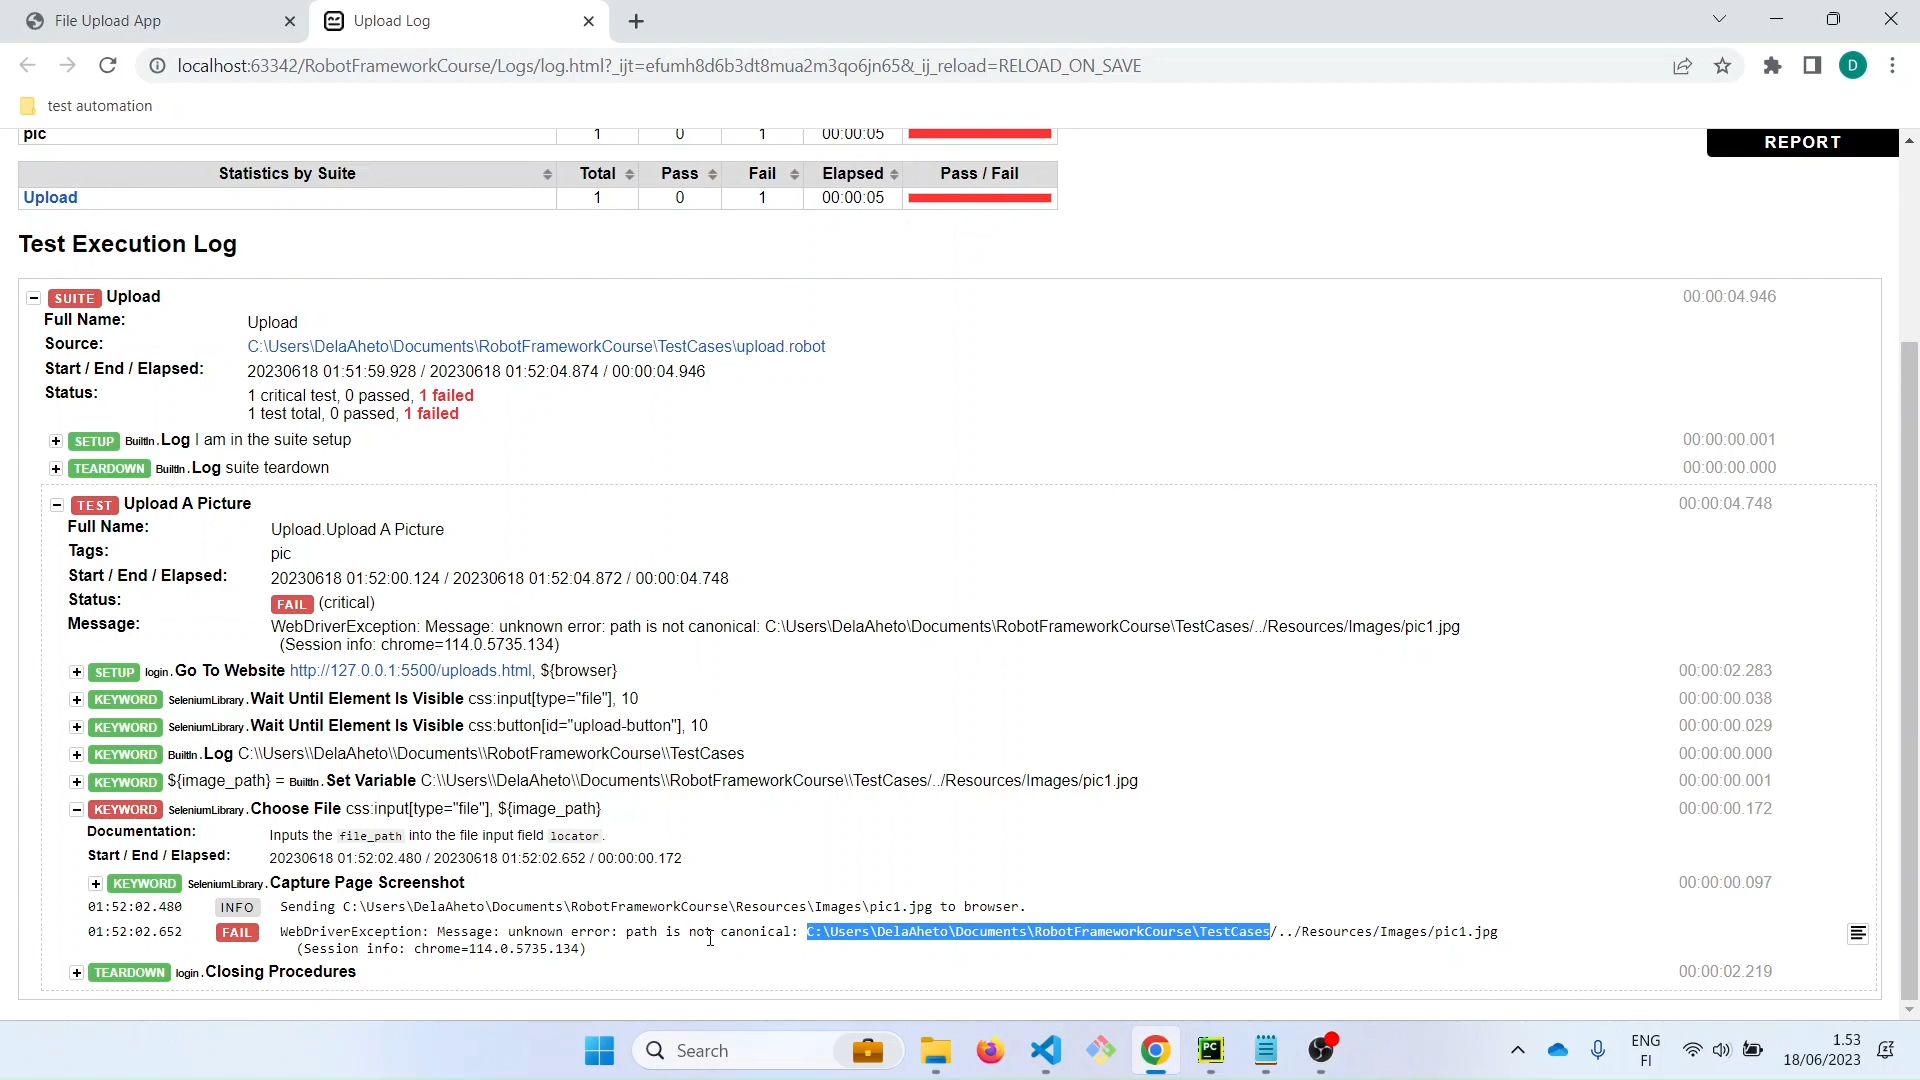 File Upload App
Upload Log
localhost:63342/RobotFrameworkCourse/Logs/log.html?_ijt=efumh8d6b3dt8mua2m3qo6jn65&_ij_reload=RELOAD_ON_SAVE
D
test automation
pic 1 0 1 00:00:05
REPORT
Statistics by Suite Total Pass Fail Elapsed Pass / Fail
Upload 1 0 1 00:00:05
Test Execution Log
SUITE Upload 00:00:04.946
Full Name: Upload
Source: C:\Users\DelaAheto\Documents\RobotFrameworkCourse\TestCases\upload.robot
Start / End / Elapsed: 20230618 01:51:59.928 / 20230618 01:52:04.874 / 00:00:04.946
Status: 1 critical test, 0 passed, 1 failed
1 test total, 0 passed, 1 failed
SETUP BuiltIn.Log I am in the suite setup 00:00:00.001
TEARDOWN BuiltIn.Log suite teardown 00:00:00.000
TEST Upload A Picture 00:00:04.748
Full Name: Upload.Upload A Picture
Tags: pic
Start / End / Elapsed: 20230618 01:52:00.124 / 20230618 01:52:04.872 / 00:00:04.748
Status: FAIL (critical)
Message: WebDriverException: Message: unknown error: path is not canonical: C:\Users\DelaAheto\Documents\RobotFrameworkCourse\TestCases/../Resources/Images/pic1.jpg
(Session info: chrome=114.0.5735.134)
SETUP login.Go To Website http://127.0.0.1:5500/uploads.html, ${browser} 00:00:02.283
KEYWORD SeleniumLibrary.Wait Until Element Is Visible css:input[type="file"], 10 00:00:00.038
KEYWORD SeleniumLibrary.Wait Until Element Is Visible css:button[id="upload-button"], 10 00:00:00.029
KEYWORD BuiltIn.Log C:\\Users\\DelaAheto\\Documents\\RobotFrameworkCourse\\TestCases 00:00:00.000
KEYWORD ${image_path} = BuiltIn.Set Variable C:\\Users\\DelaAheto\\Documents\\RobotFrameworkCourse\\TestCases/../Resources/Images/pic1.jpg 00:00:00.001
KEYWORD SeleniumLibrary.Choose File css:input[type="file"], ${image_path} 00:00:00.172
Documentation: Inputs the file_path into the file input field locator.
Start / End / Elapsed: 20230618 01:52:02.480 / 20230618 01:52:02.652 / 00:00:00.172
KEYWORD SeleniumLibrary.Capture Page Screenshot 00:00:00.097
01:52:02.480 INFO Sending C:\Users\DelaAheto\Documents\RobotFrameworkCourse\Resources\Images\pic1.jpg to browser.
01:52:02.652 FAIL WebDriverException: Message: unknown error: path is not canonical: C:\Users\DelaAheto\Documents\RobotFrameworkCourse\TestCases/../Resources/Images/pic1.jpg
(Session info: chrome=114.0.5735.134)
TEARDOWN login.Closing Procedures 00:00:02.219
Search
PC
ENG
FI
1.53
18/06/2023